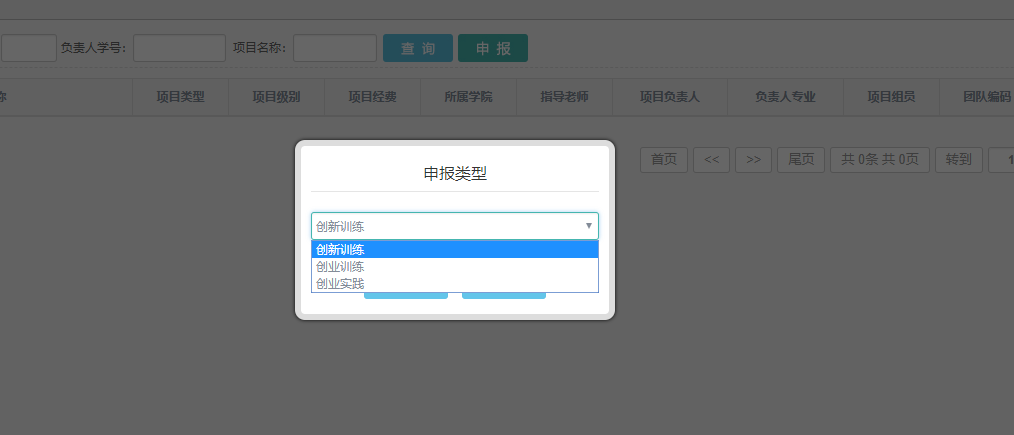 负责人学号： 项目名称： 查 询 申 报
称 项目类型 项目级别 项目经费 所属学院 指导老师 项目负责人 负责人专业 项目组员 团队编码
首页 << >> 尾页 共 0条 共 0页 转到 1
申报类型
创新训练
创新训练
创业训练
创业实践